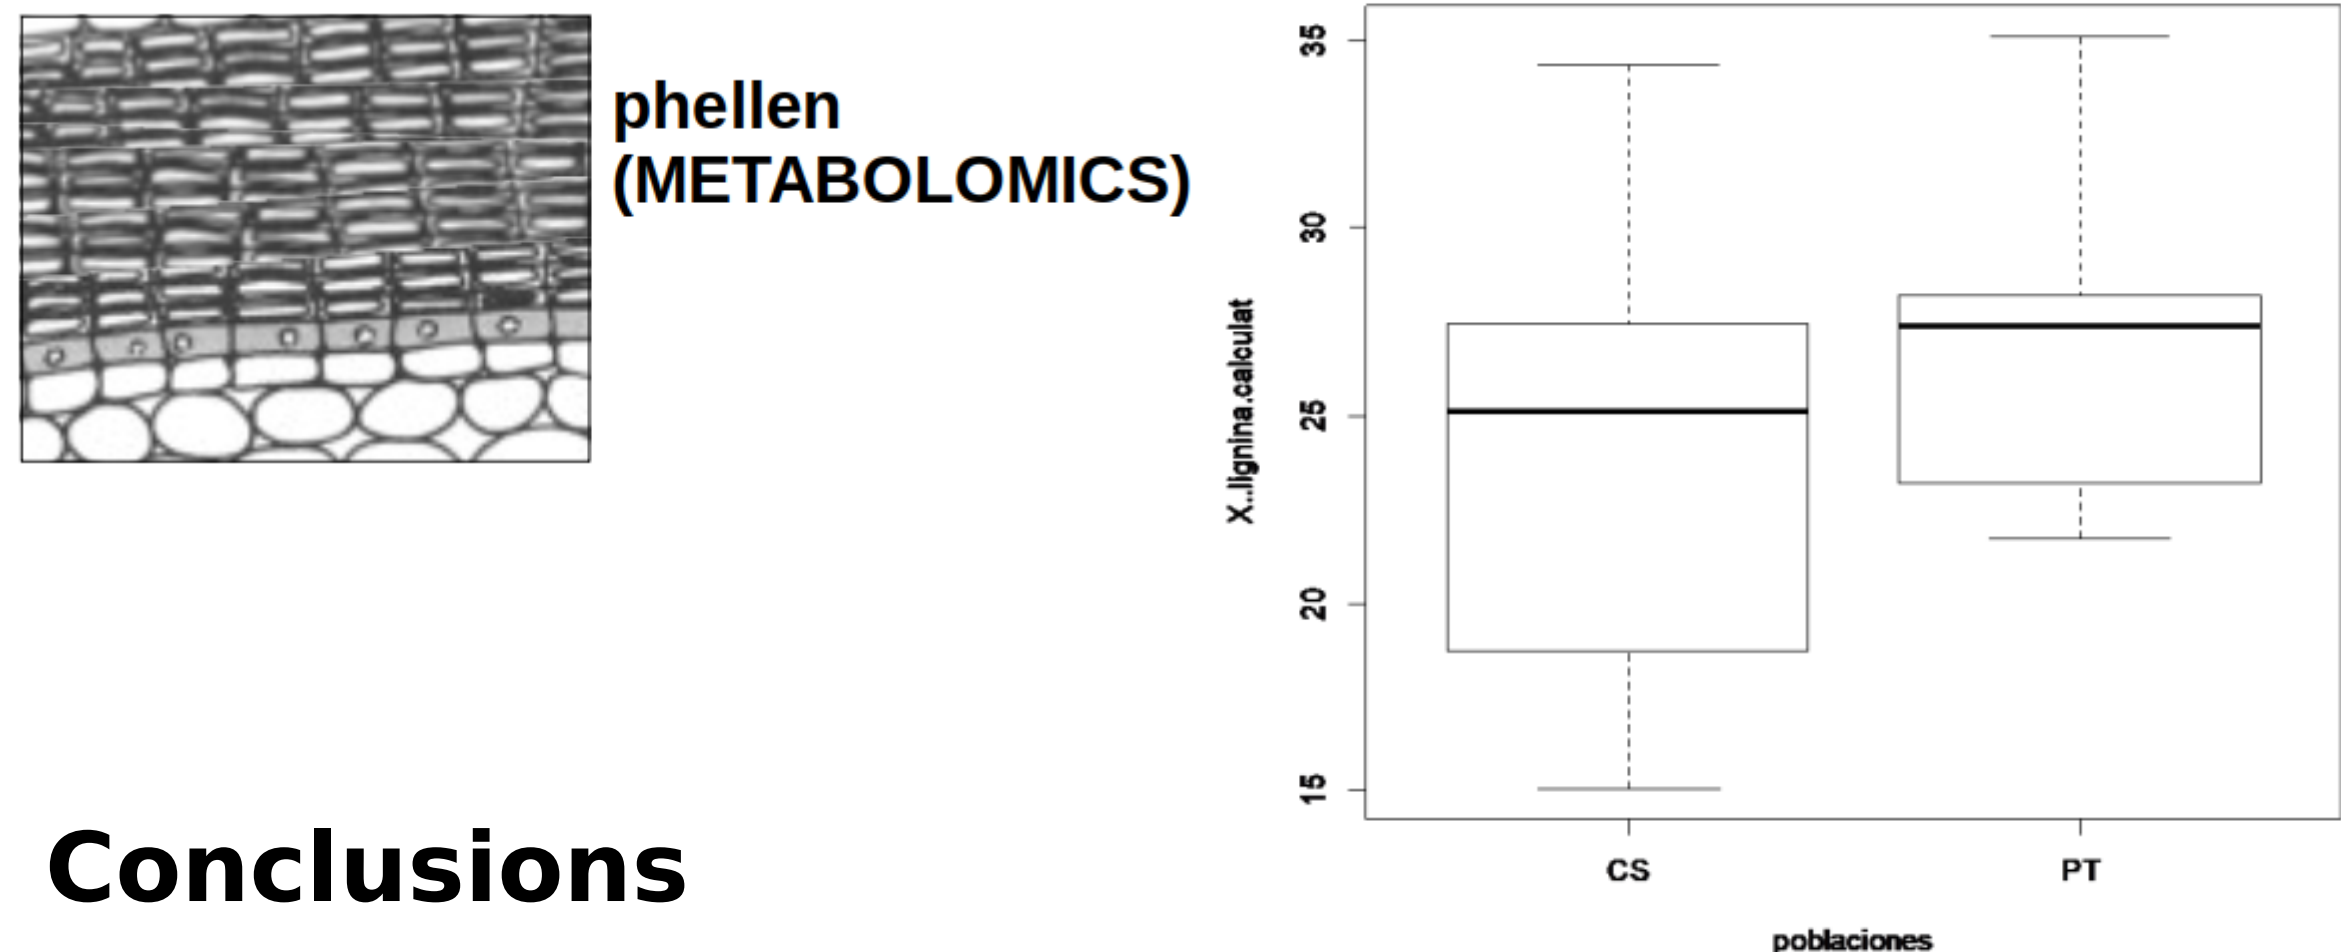 phellen
(METABOLOMICS)
X..lignina.calculat
35
30
25
20
15
CS PT
poblaciones
Conclusions